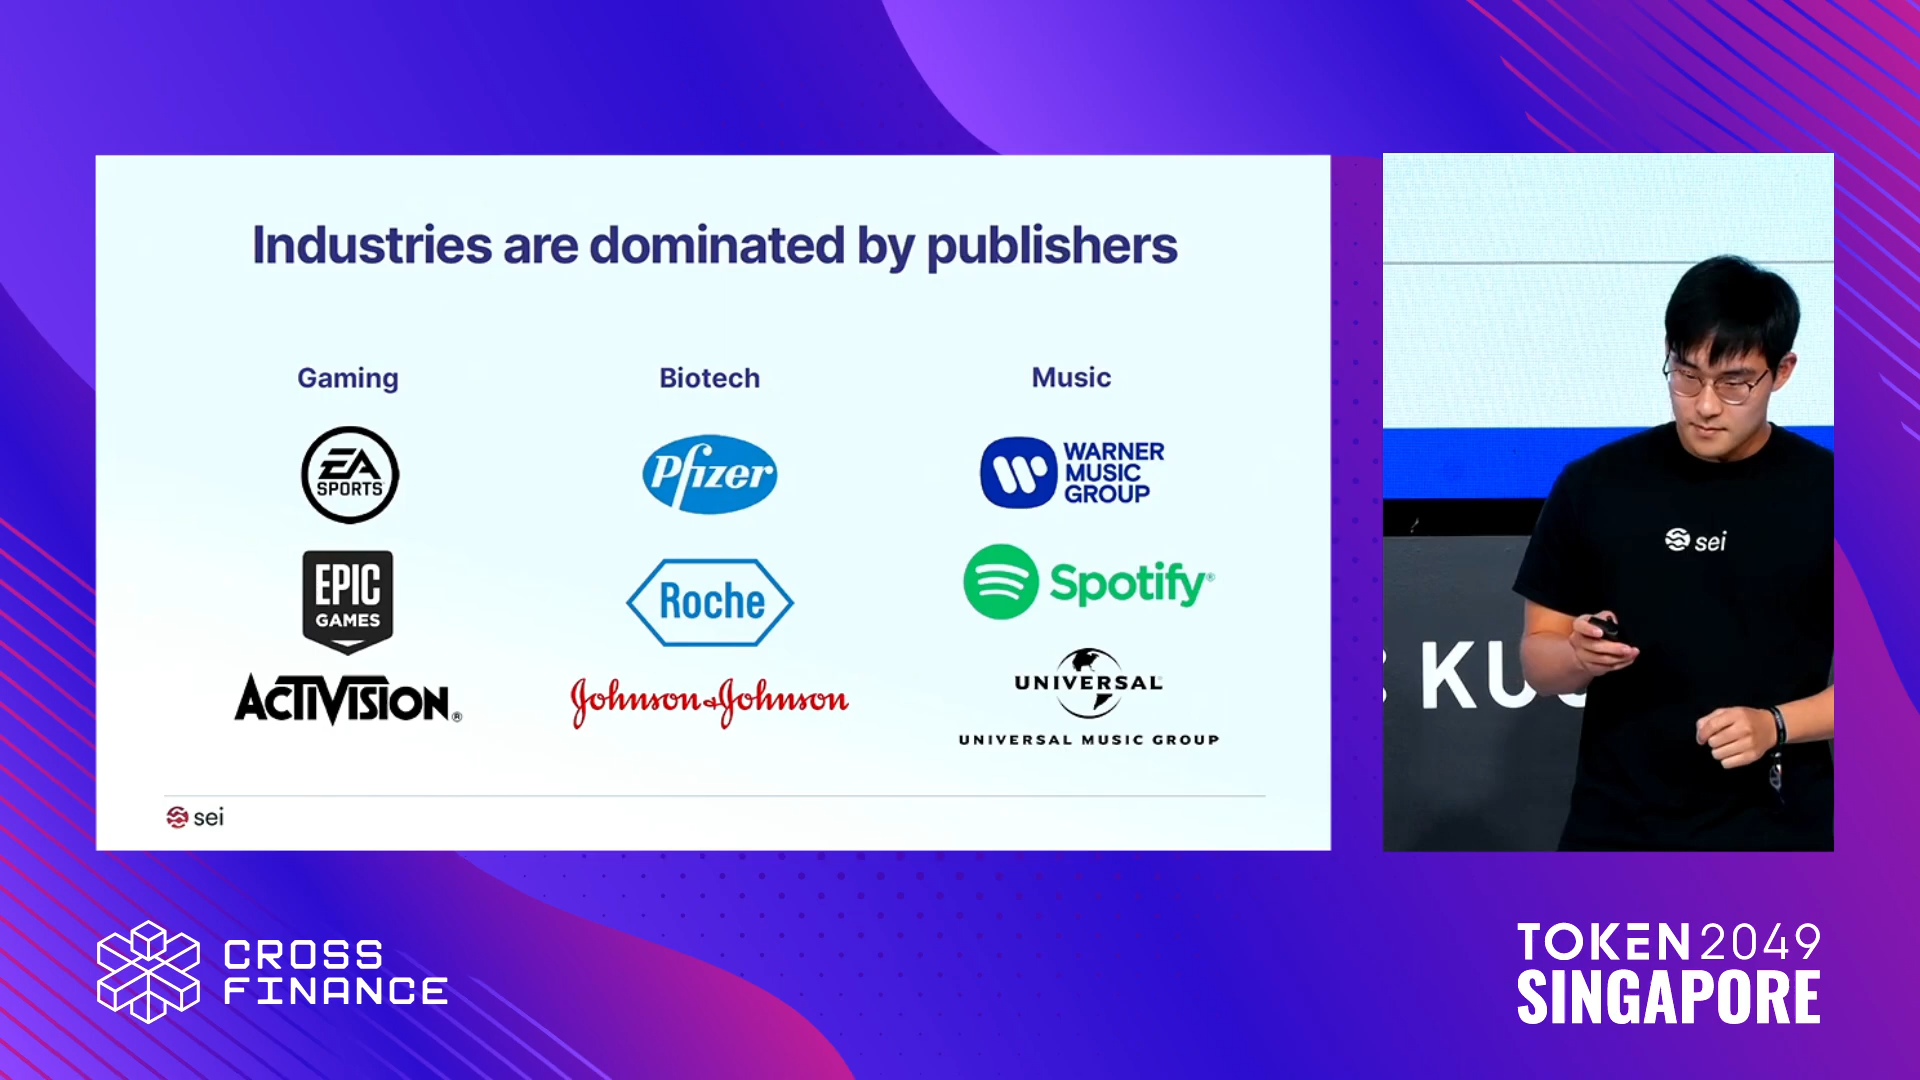 Industries are dominated by publishers
Gaming
Biotech
Music
EA
SPORTS
Pfizer
WARNER
MUSIC
GROUP
EPIC
GAMES
Roche
Spotify®
ACTIVISION®
Johnson&Johnson
UNIVERSAL
UNIVERSAL MUSIC GROUP
sei
sei
CROSS
FINANCE
TOKEN2049
SINGAPORE